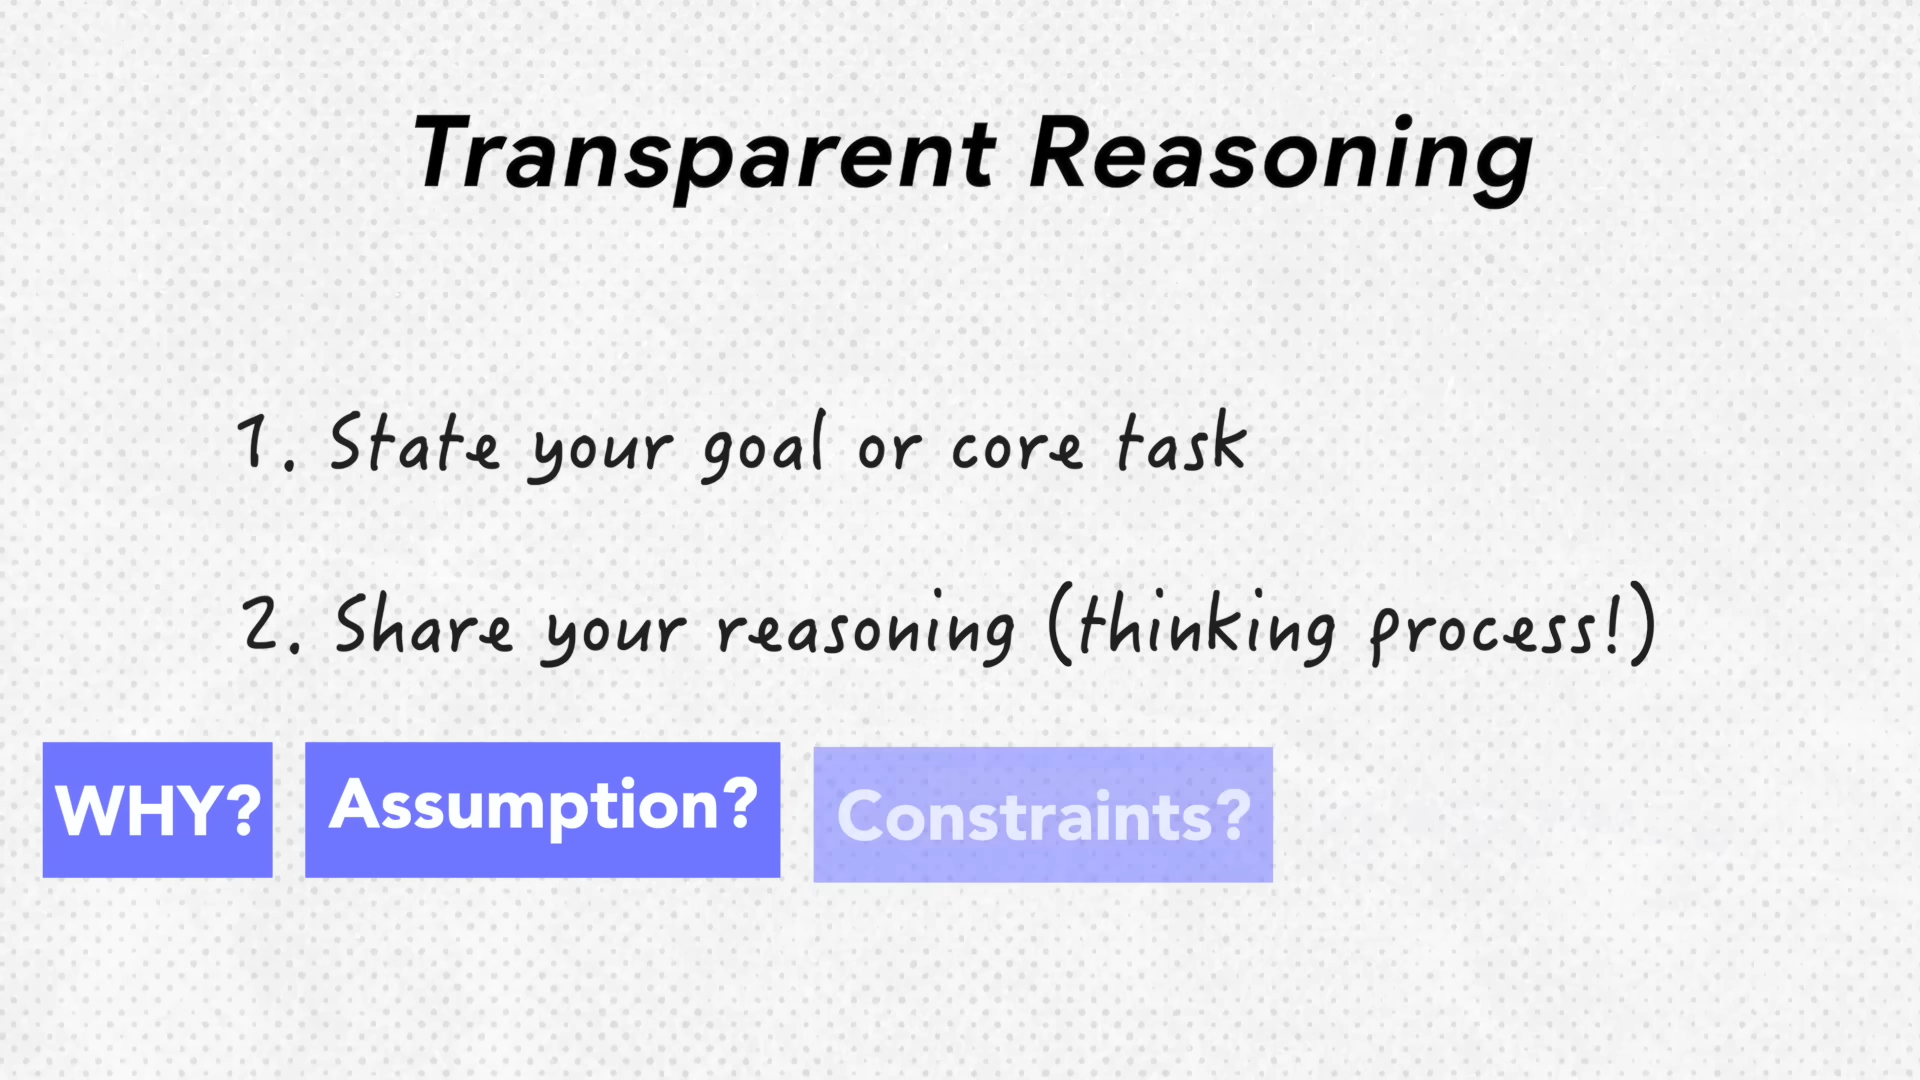 Transparent Reasoning
1. State your goal or core task
2. Share your reasoning (thinking process!)
WHY? Assumption? Constraints?